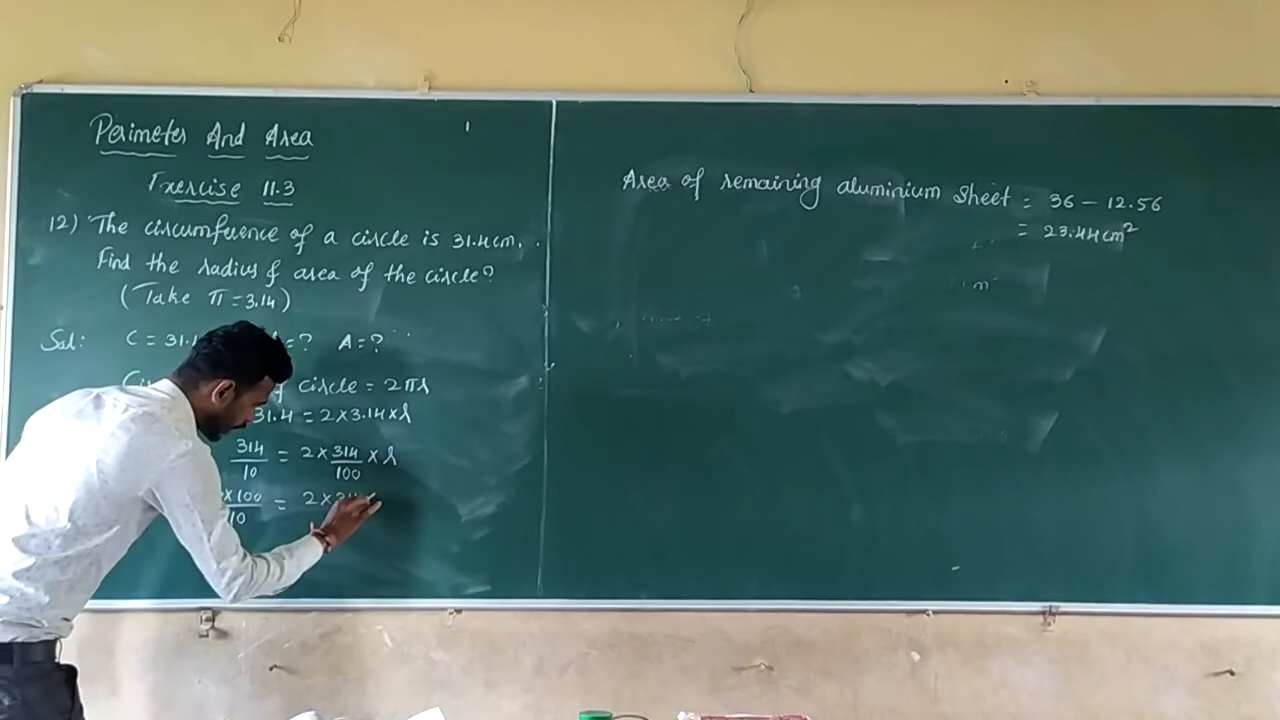 Perimeter And Area
Exercise 11.3
12) The circumference of a circle is 31.4cm.
Find the radius & area of the circle?
(Take π=3.14)
Sol: C = 31. =? A=?
circle = 2πr
31.4 = 2×3.14×r
314/10 = 2×314/100×r
×100/10 = 2×
Area of remaining aluminium sheet = 36 - 12.56
= 23.44cm²